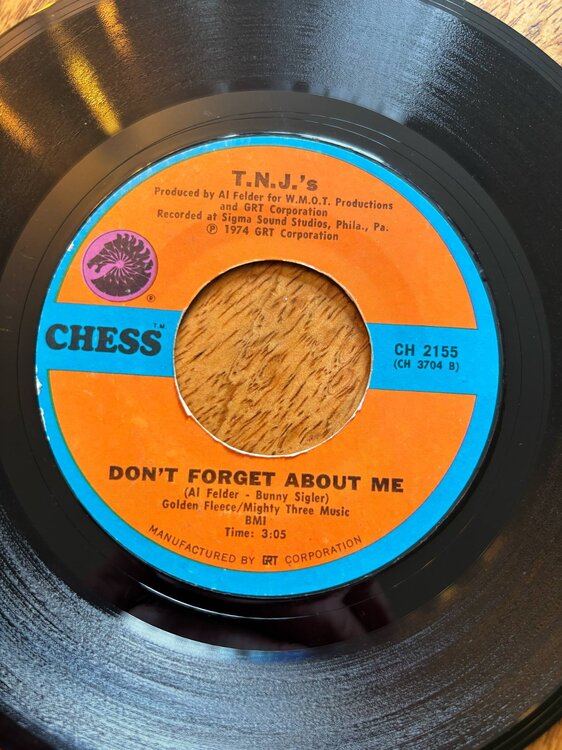 T.N.J.'s
Produced by Al Felder for W.M.O.T. Productions
and GRT Corporation
Recorded at Sigma Sound Studios, Phila., Pa.
℗ 1974 GRT Corporation
®
CHESS™
CH 2155
(CH 3704 B)
DON'T FORGET ABOUT ME
(Al Felder - Bunny Sigler)
Golden Fleece/Mighty Three Music
BMI
Time: 3:05
MANUFACTURED BY GRT CORPORATION